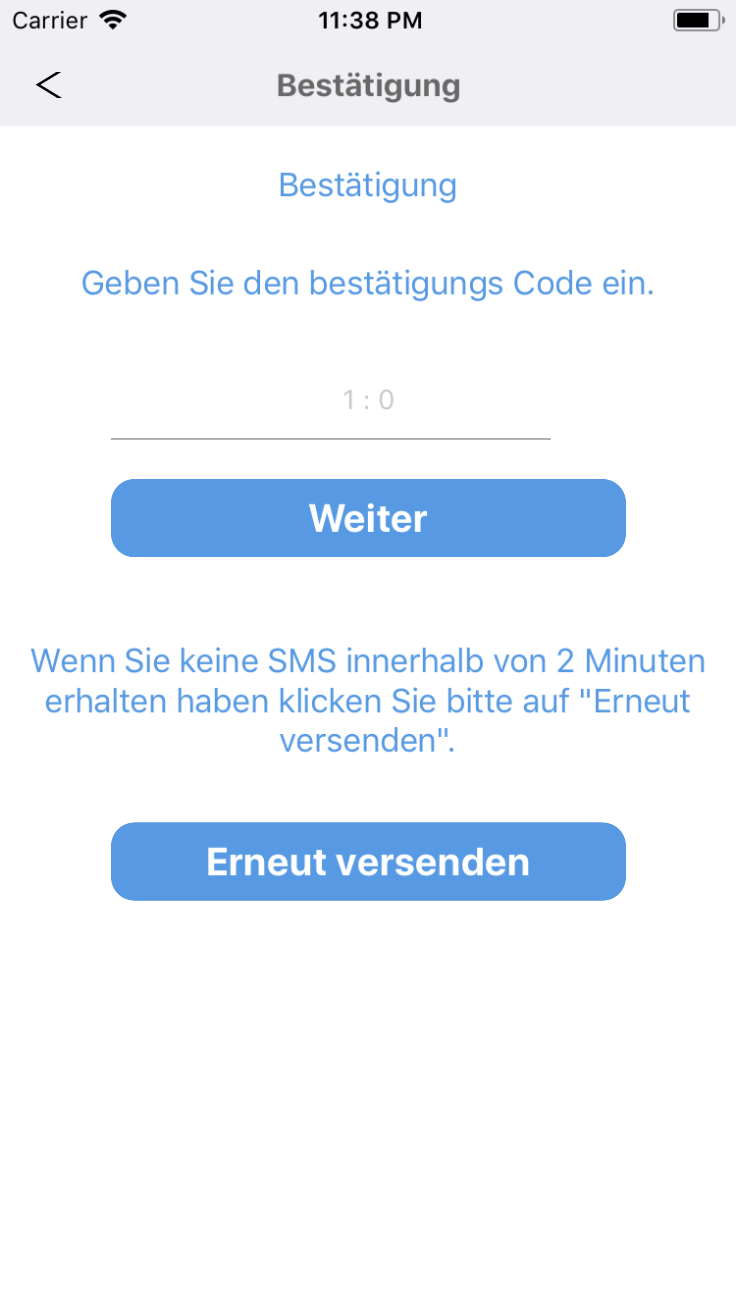 Carrier 11:38 PM
Bestätigung
Bestätigung
Geben Sie den bestätigungs Code ein.
1 : 0
Weiter
Wenn Sie keine SMS innerhalb von 2 Minuten
erhalten haben klicken Sie bitte auf "Erneut
versenden".
Erneut versenden